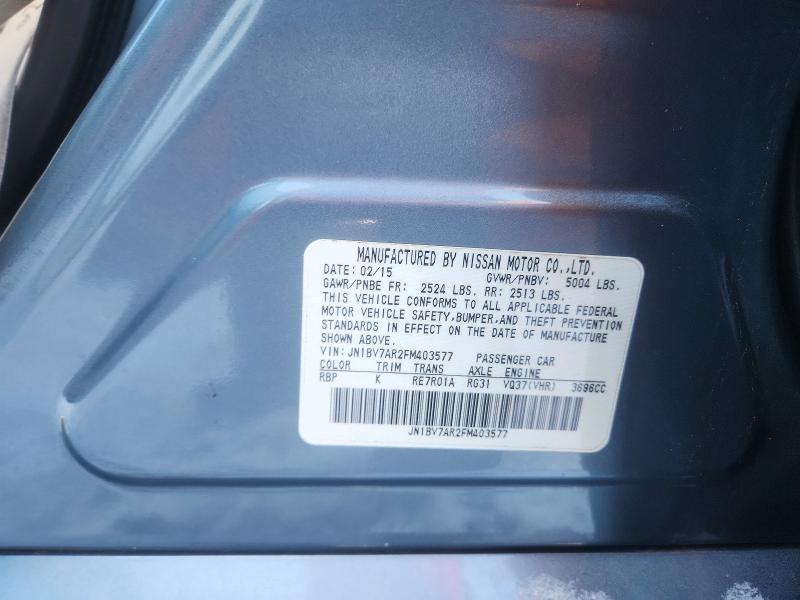 MANUFACTURED BY NISSAN MOTOR CO.,LTD.
DATE: 02/15 GVWR/PNBV: 5004 LBS.
GAWR/PNBE FR: 2524 LBS. RR: 2513 LBS.
THIS VEHICLE CONFORMS TO ALL APPLICABLE FEDERAL
MOTOR VEHICLE SAFETY,BUMPER,AND THEFT PREVENTION
STANDARDS IN EFFECT ON THE DATE OF MANUFACTURE
SHOWN ABOVE.
VIN: JN1BV7AR2FM403577 PASSENGER CAR
COLOR TRIM TRANS AXLE ENGINE
RBP K RE7R01A RG31 VQ37(VHR) 3696CC
JN1BV7AR2FM403577